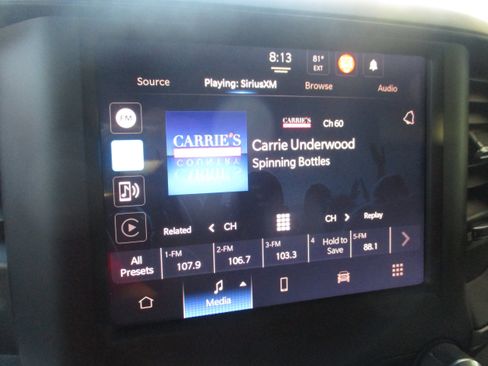 8:13
81°
EXT
Source
Playing: SiriusXM
Browse
Audio
FM
CARRIE'S
COUNTRY
CARRIE'S
Ch 60
Carrie Underwood
Spinning Bottles
Related
CH
CH
Replay
All
Presets
1-FM
107.9
2-FM
106.7
3-FM
103.3
4
Hold to
Save
5-FM
88.1
Media